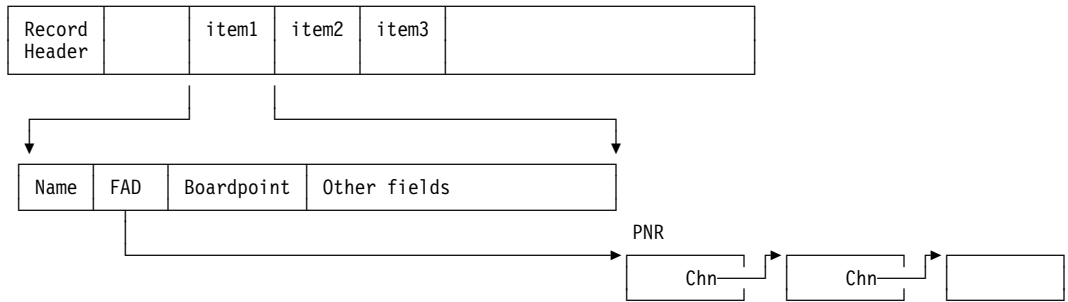 Record item1 item2 item3
Header
Name FAD Boardpoint Other fields
PNR
Chn Chn